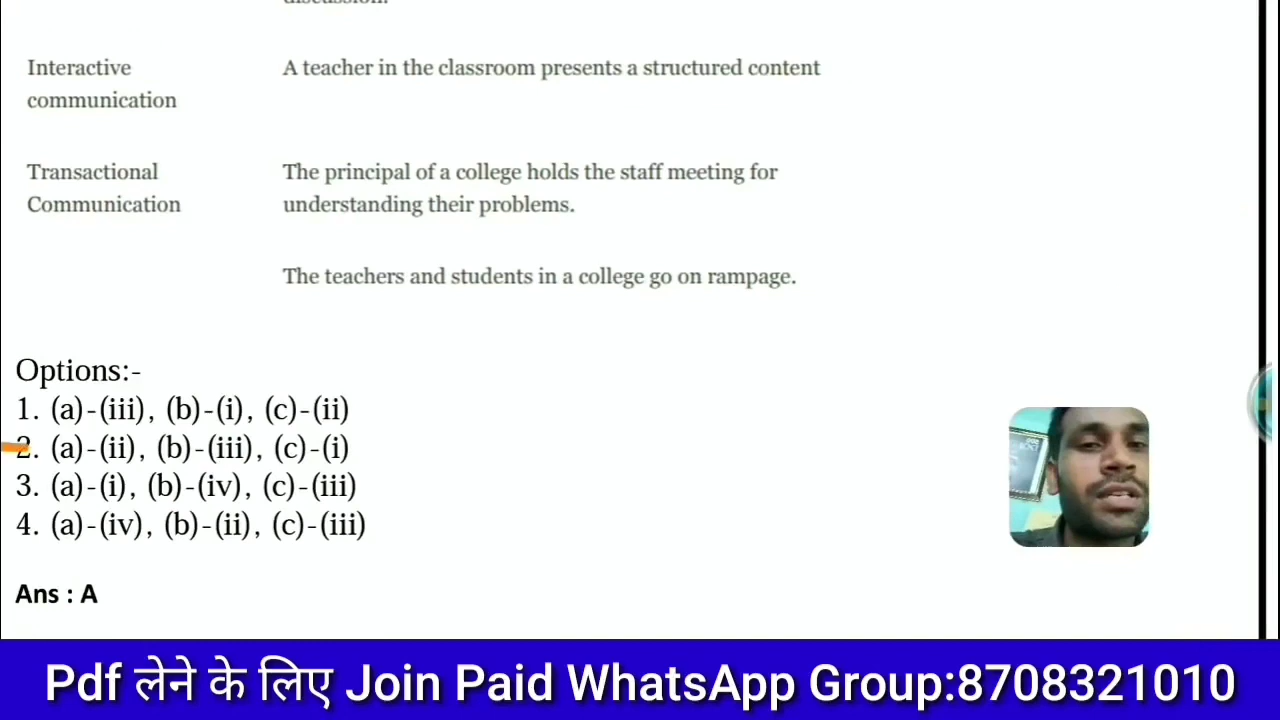 discussion.
Interactive communication
A teacher in the classroom presents a structured content
Transactional Communication
The principal of a college holds the staff meeting for
understanding their problems.
The teachers and students in a college go on rampage.
Options:-
1. (a)-(iii), (b)-(i), (c)-(ii)
2. (a)-(ii), (b)-(iii), (c)-(i)
3. (a)-(i), (b)-(iv), (c)-(iii)
4. (a)-(iv), (b)-(ii), (c)-(iii)
Ans : A
Pdf लेने के लिए Join Paid WhatsApp Group:8708321010